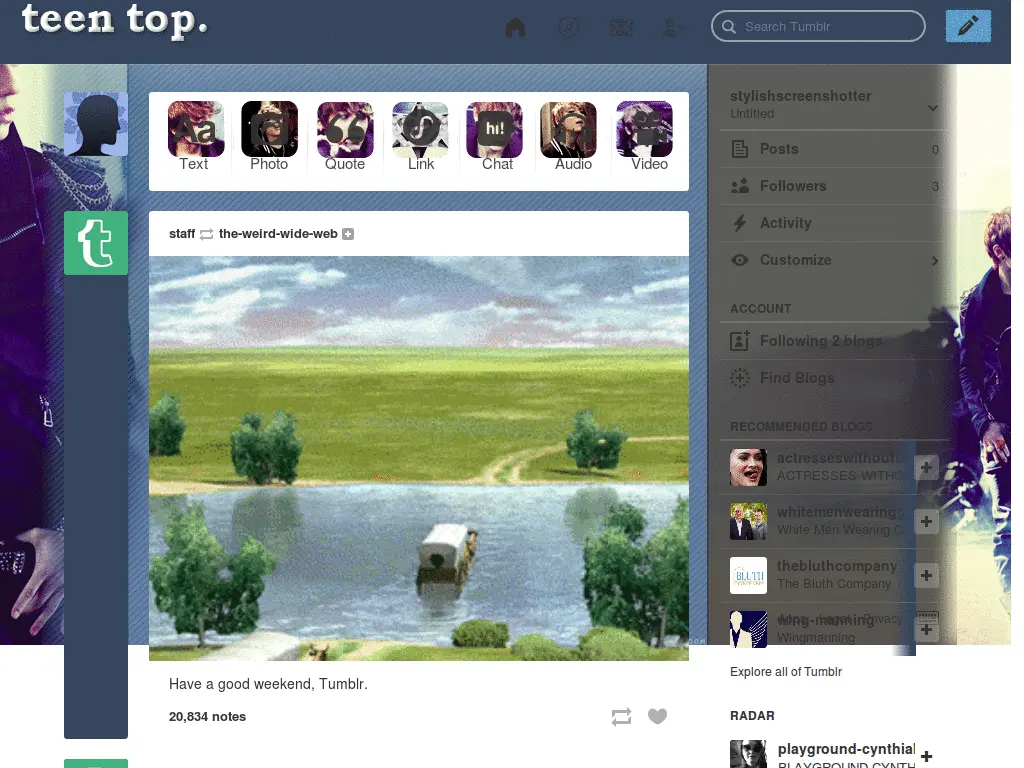 teen top.
Search Tumblr
Aa
hi!
Text
Photo
Quote
Link
Chat
Audio
Video
stylishscreenshotter
Untitled
Posts 0
Followers 3
Activity
Customize
ACCOUNT
Following 2 blogs
Find Blogs
RECOMMENDED BLOGS
actresseswithout
ACTRESSES WITHO
whitemenwearing
White Men Wearing
thebluthcompany
BLUTH
The Bluth Company
wing-manning
Legal Privacy
Wingmanning
Explore all of Tumblr
RADAR
playground-cynthia
PLAYGROUND CYNTH
t
staff the-weird-wide-web
Have a good weekend, Tumblr.
20,834 notes